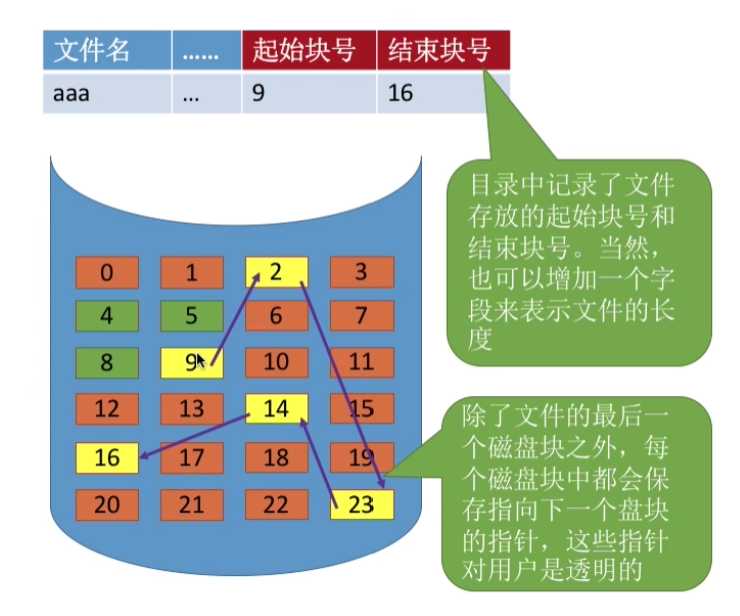 文件名 …… 起始块号 结束块号
aaa … 9 16
目录中记录了文件
存放的起始块号和
结束块号。当然，
也可以增加一个字
段来表示文件的长
度
0 1 2 3
4 5 6 7
8 9 10 11
12 13 14 15
16 17 18 19
20 21 22 23
除了文件的最后一
个磁盘块之外，每
个磁盘块中都会保
存指向下一个盘块
的指针，这些指针
对用户是透明的